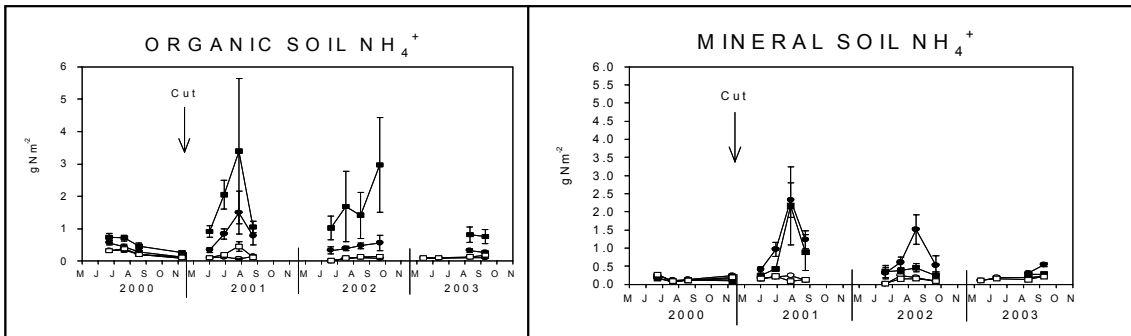 ORGANIC SOIL NH₄⁺
6
5
4
3
2
1
0
gNm⁻²
Cut
M J A S N M J A S N M J A S N M J A S N
2000 2001 2002 2003
MINERAL SOIL NH₄⁺
6.0
5.5
5.0
4.5
4.0
3.5
3.0
2.5
2.0
1.5
1.0
0.5
0.0
gNm⁻²
Cut
M J J A S O N M J J A S O N M J J A S O N M J J A S O N
2000 2001 2002 2003